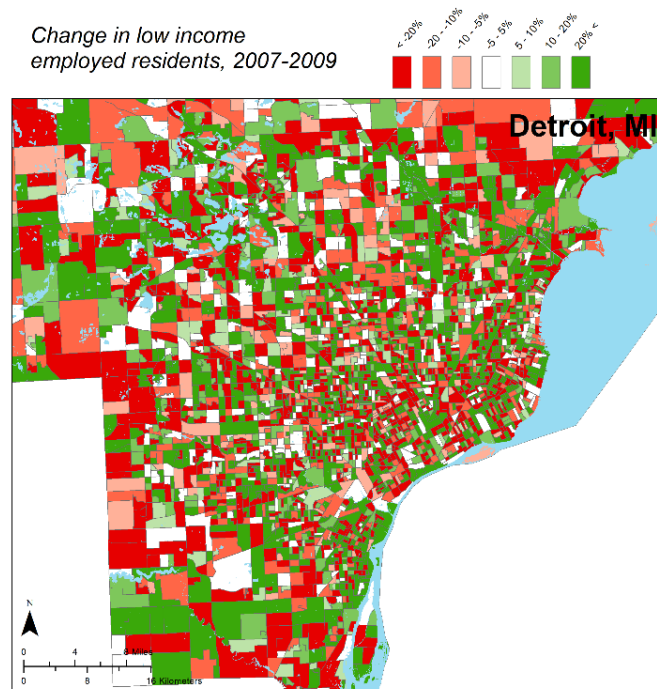 Change in low income
employed residents, 2007-2009
< -20%
-20 - -10%
-10 - -5%
-5 - 5%
5 - 10%
10 - 20%
20% <
Detroit, MI
N
0 4 8 Miles
0 8 16 Kilometers